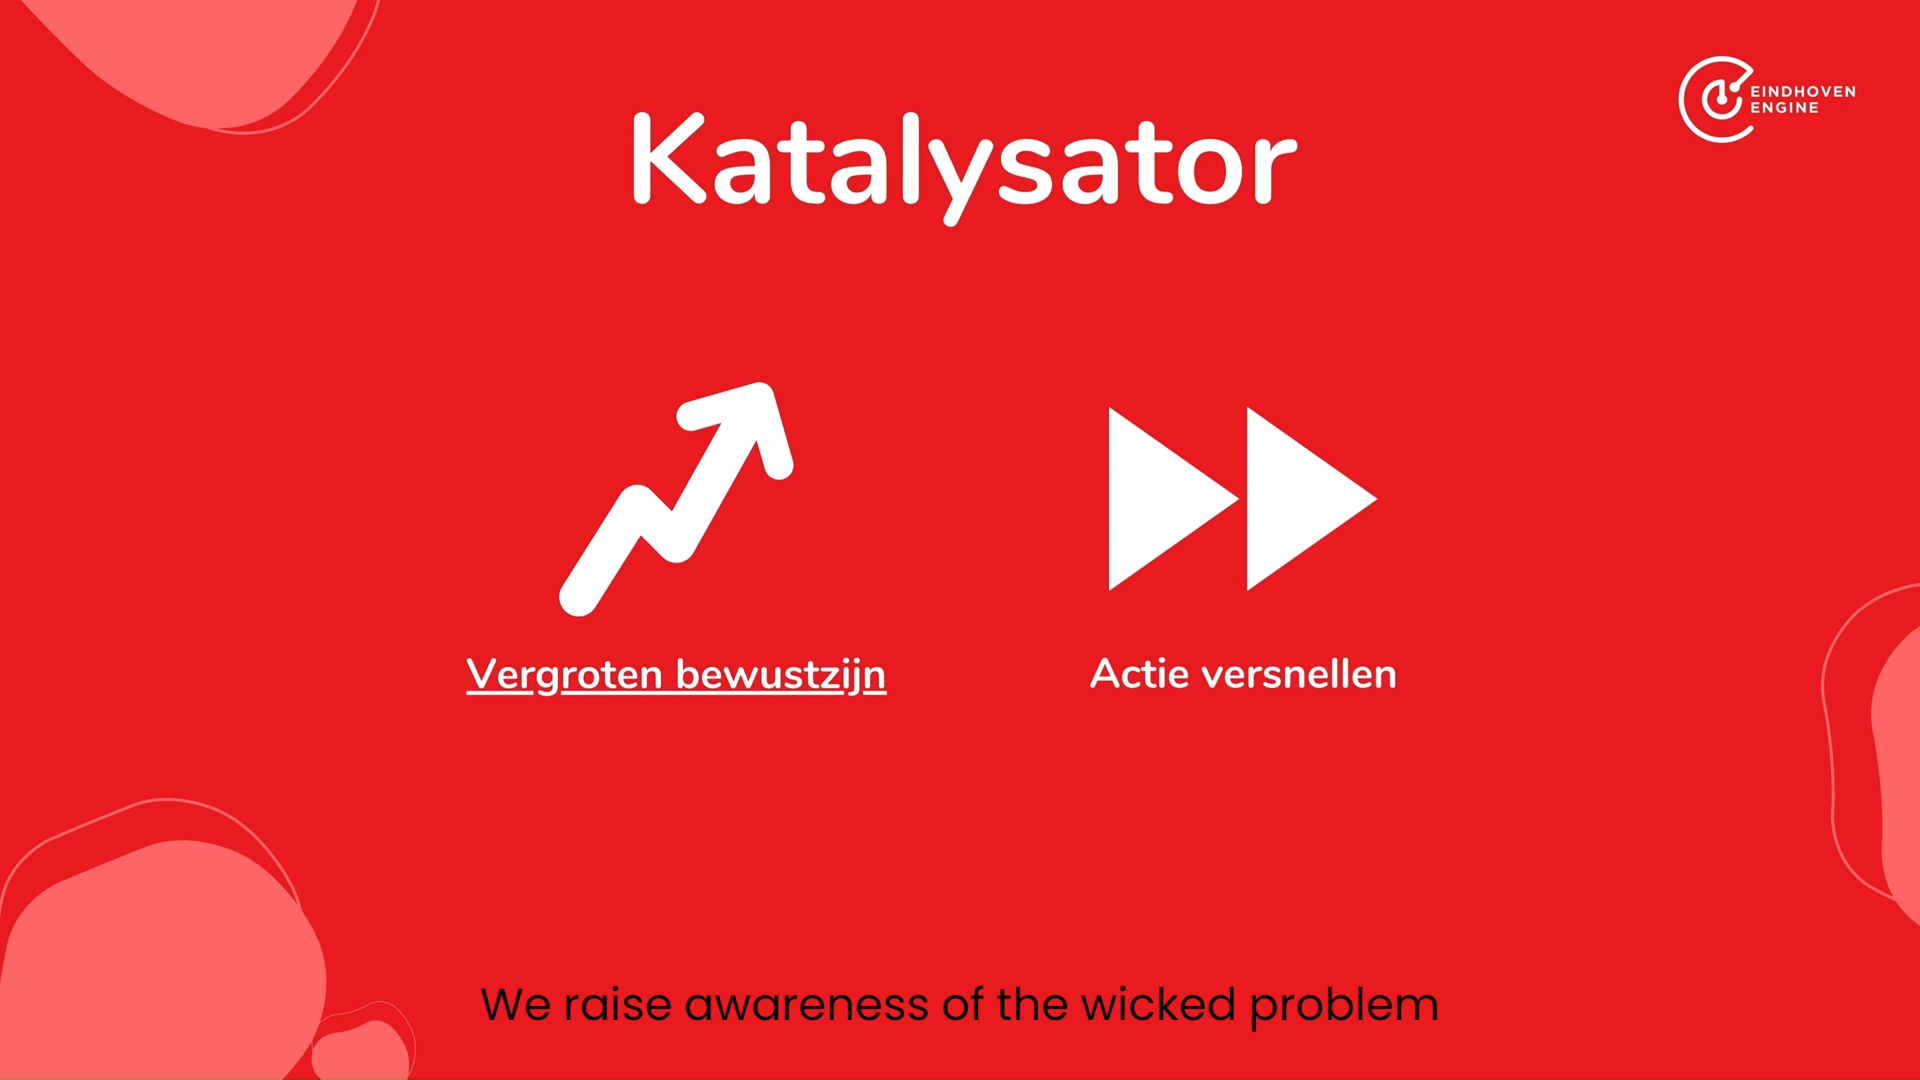 EINDHOVEN
ENGINE
Katalysator
Vergroten bewustzijn
Actie versnellen
We raise awareness of the wicked problem